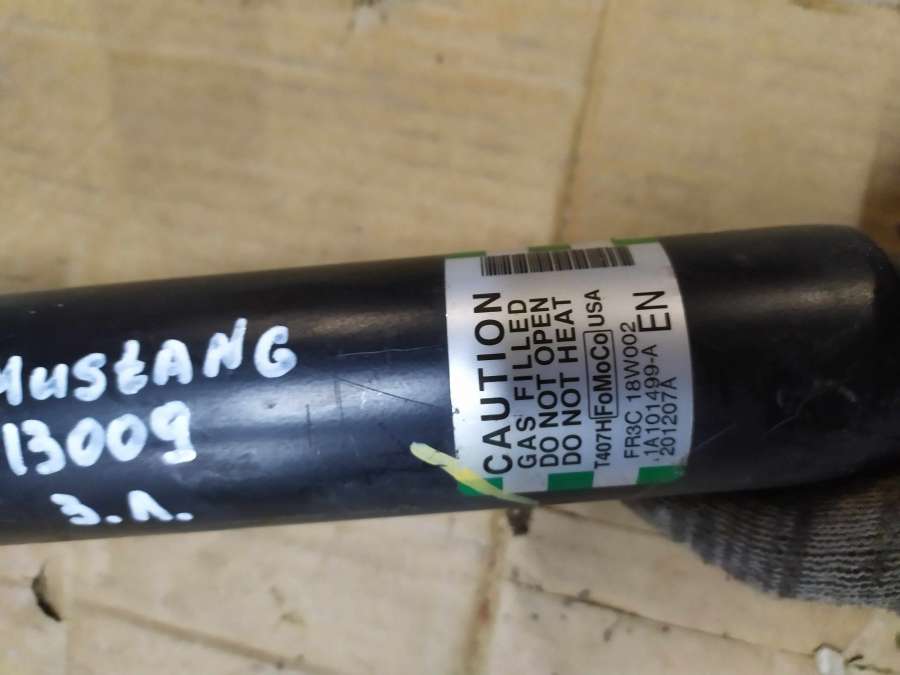 MUSTANG
13009
З.Л.
CAUTION
GAS FILLED
DO NOT OPEN
DO NOT HEAT
T407H FoMoCo USA
FR3C 18W002
1A101499-A
201207A
EN